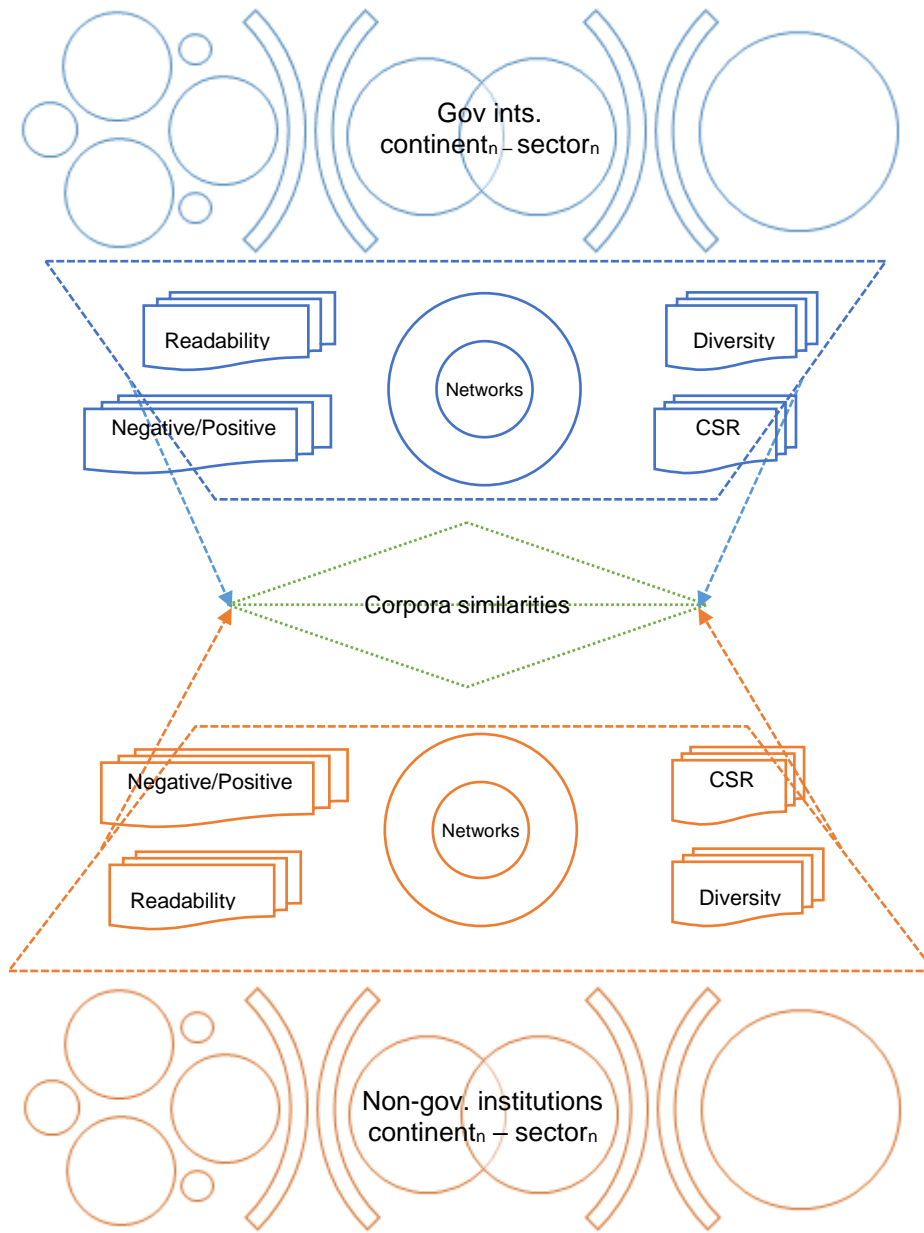 Gov ints.
continentₙ – sectorₙ
Readability
Diversity
Networks
Negative/Positive
CSR
Corpora similarities
Negative/Positive
CSR
Networks
Readability
Diversity
Non-gov. institutions
continentₙ – sectorₙ